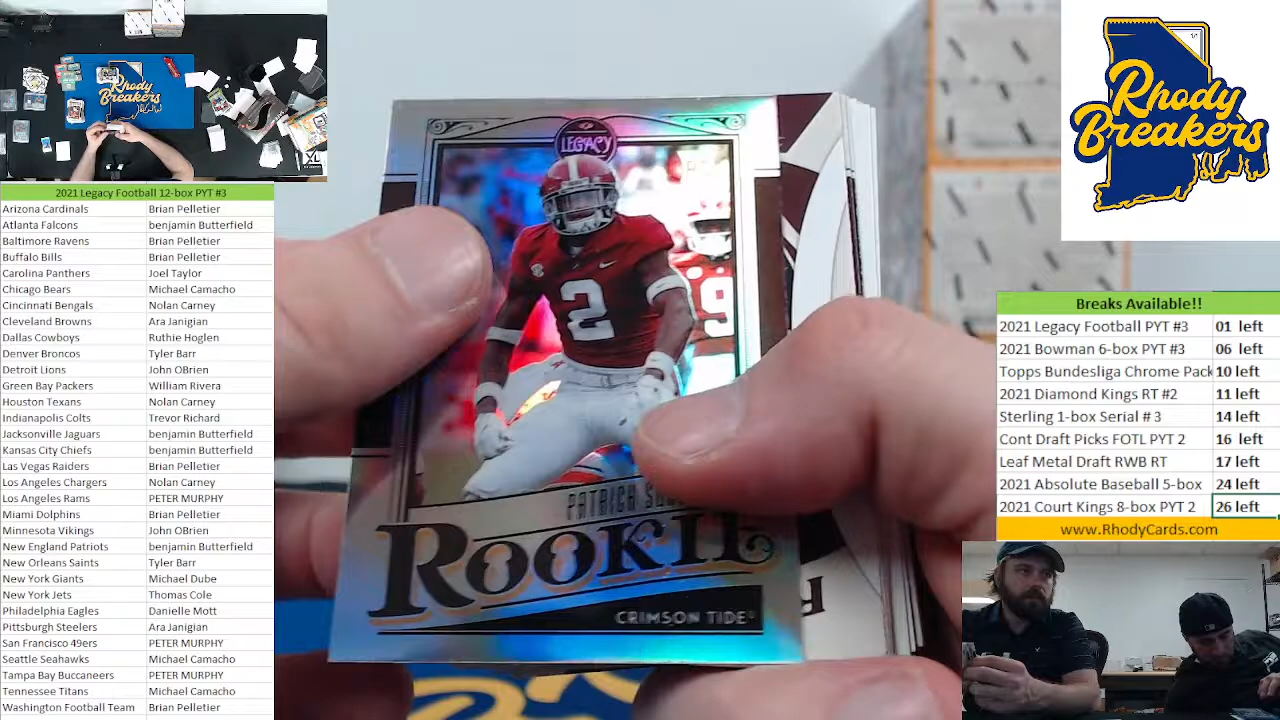 Rhody
Breakers
2021 Legacy Football 12-box PYT #3
Arizona Cardinals Brian Pelletier
Atlanta Falcons benjamin Butterfield
Baltimore Ravens Brian Pelletier
Buffalo Bills Brian Pelletier
Carolina Panthers Joel Taylor
Chicago Bears Michael Camacho
Cincinnati Bengals Nolan Carney
Cleveland Browns Ara Janigian
Dallas Cowboys Ruthie Hoglen
Denver Broncos Tyler Barr
Detroit Lions John OBrien
Green Bay Packers William Rivera
Houston Texans Nolan Carney
Indianapolis Colts Trevor Richard
Jacksonville Jaguars benjamin Butterfield
Kansas City Chiefs benjamin Butterfield
Las Vegas Raiders Brian Pelletier
Los Angeles Chargers Nolan Carney
Los Angeles Rams PETER MURPHY
Miami Dolphins Brian Pelletier
Minnesota Vikings John OBrien
New England Patriots benjamin Butterfield
New Orleans Saints Tyler Barr
New York Giants Michael Dube
New York Jets Thomas Cole
Philadelphia Eagles Danielle Mott
Pittsburgh Steelers Ara Janigian
San Francisco 49ers PETER MURPHY
Seattle Seahawks Michael Camacho
Tampa Bay Buccaneers PETER MURPHY
Tennessee Titans Michael Camacho
Washington Football Team Brian Pelletier
LEGACY
2
9
PATRICK
ROOKIE
CRIMSON TIDE
Rhody
Breakers
Breaks Available!!
2021 Legacy Football PYT #3 01 left
2021 Bowman 6-box PYT #3 06 left
Topps Bundesliga Chrome Pack 10 left
2021 Diamond Kings RT #2 11 left
Sterling 1-box Serial # 3 14 left
Cont Draft Picks FOTL PYT 2 16 left
Leaf Metal Draft RWB RT 17 left
2021 Absolute Baseball 5-box 24 left
2021 Court Kings 8-box PYT 2 26 left
www.RhodyCards.com